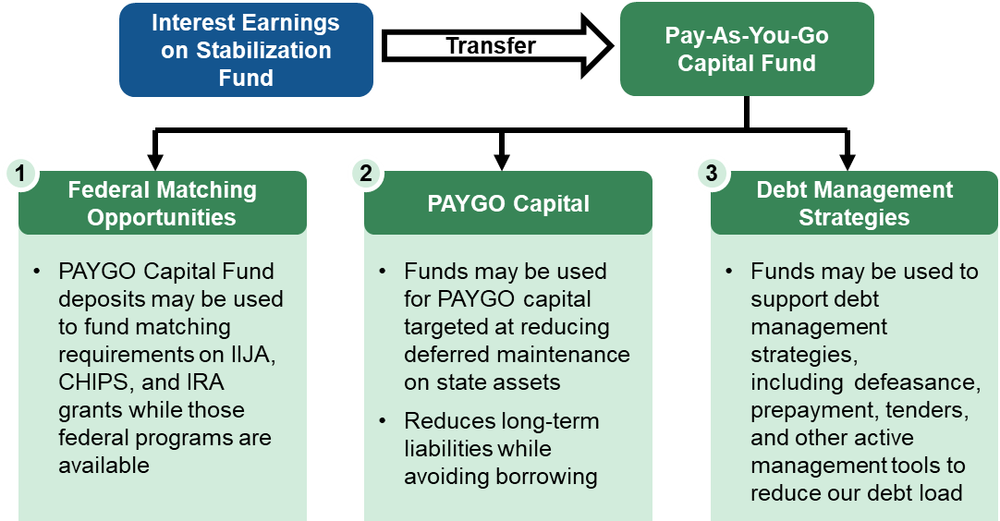 Interest Earnings
on Stabilization
Fund
Transfer
Pay-As-You-Go
Capital Fund
1
Federal Matching
Opportunities
• PAYGO Capital Fund
deposits may be used
to fund matching
requirements on IIJA,
CHIPS, and IRA
grants while those
federal programs are
available
2
PAYGO Capital
• Funds may be used
for PAYGO capital
targeted at reducing
deferred maintenance
on state assets
• Reduces long-term
liabilities while
avoiding borrowing
3
Debt Management
Strategies
• Funds may be used to
support debt
management
strategies,
including defeasance,
prepayment, tenders,
and other active
management tools to
reduce our debt load